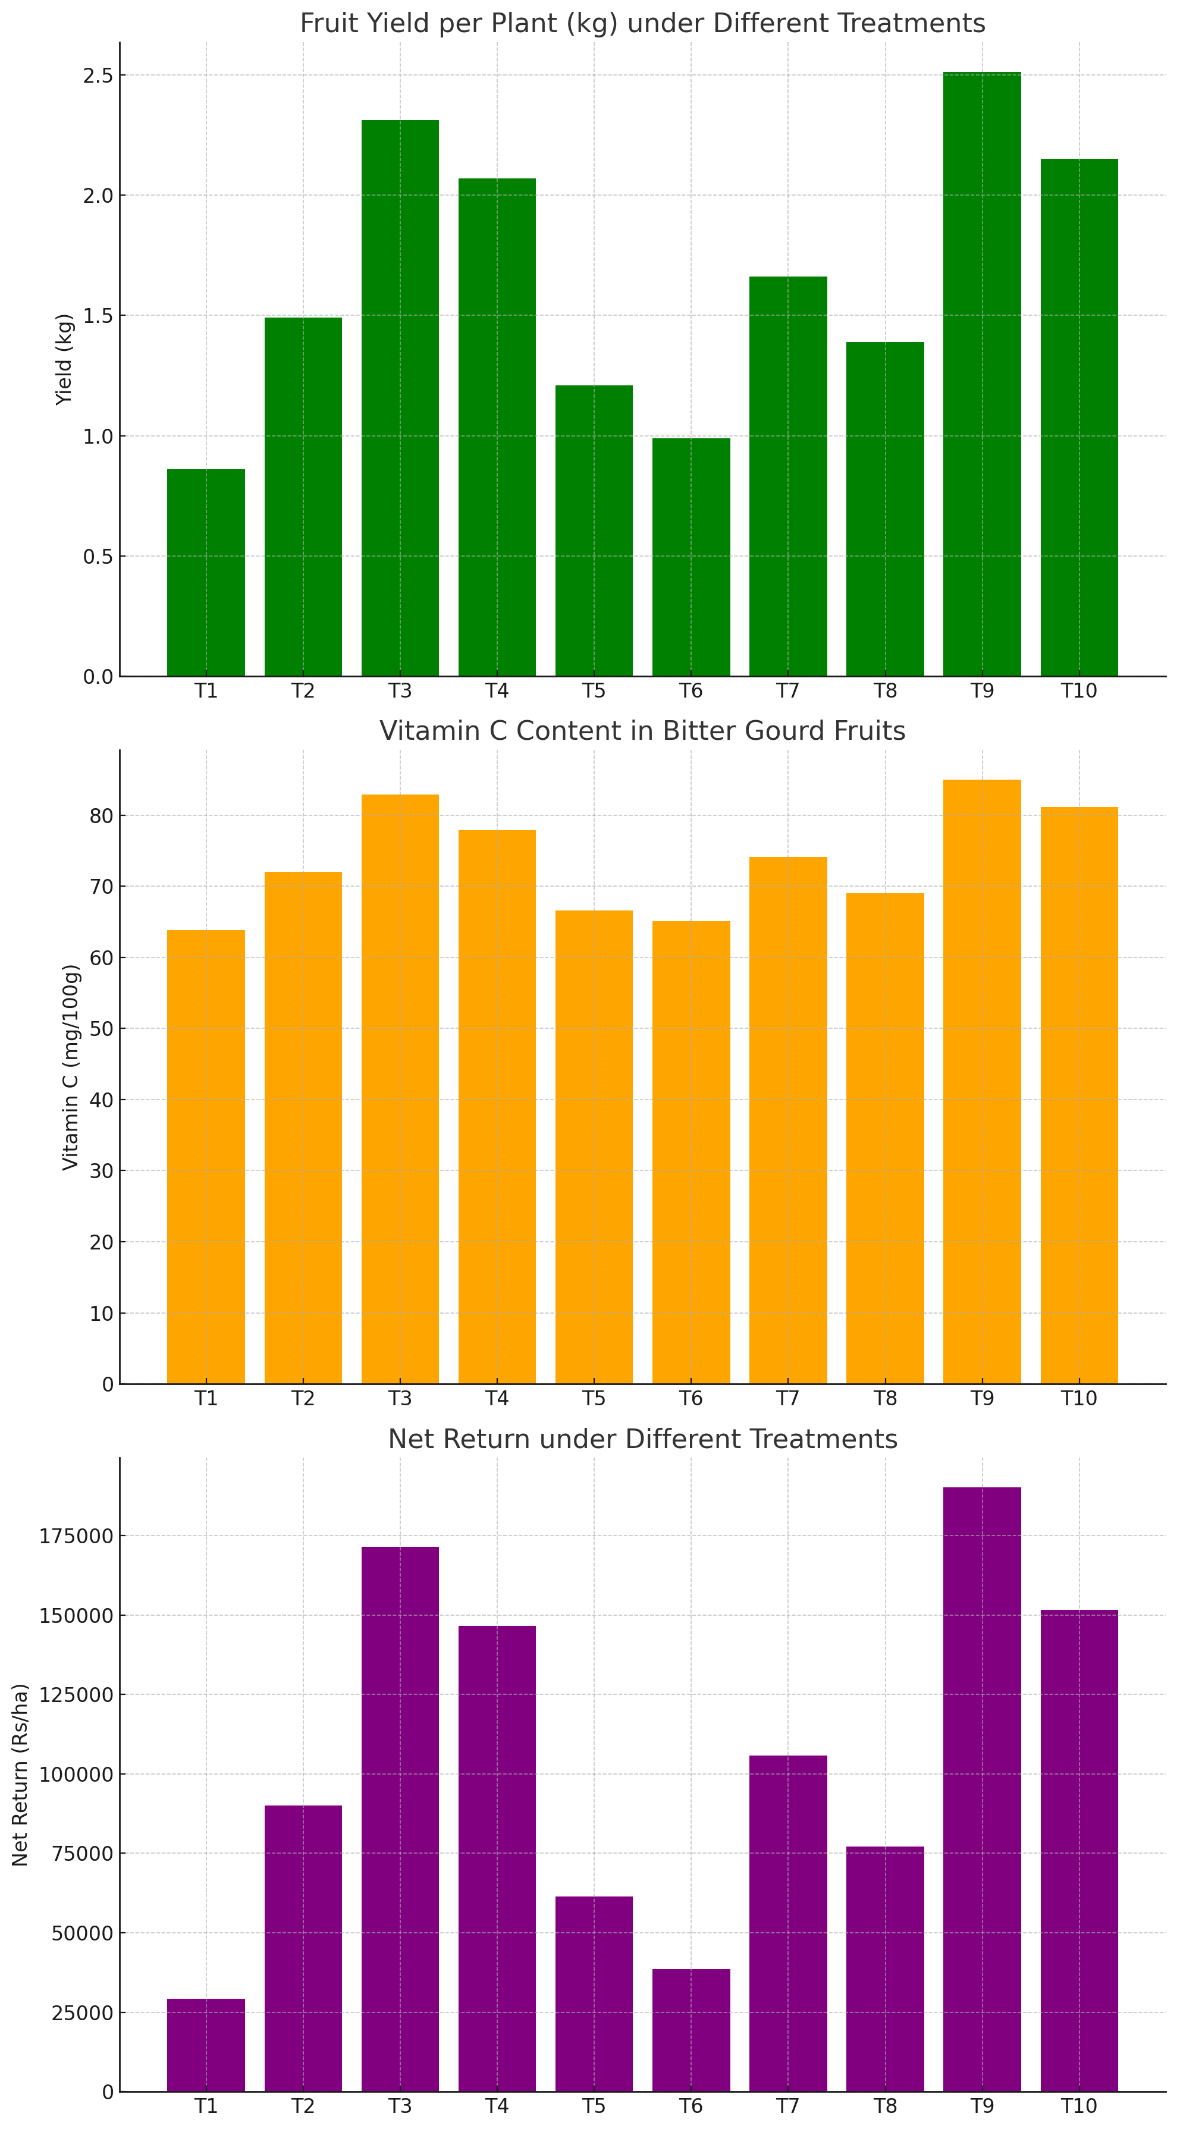 Fruit Yield per Plant (kg) under Different Treatments
2.5
2.0
1.5
1.0
0.5
0.0
Yield (kg)
T1 T2 T3 T4 T5 T6 T7 T8 T9 T10
Vitamin C Content in Bitter Gourd Fruits
80
70
60
50
40
30
20
10
0
Vitamin C (mg/100g)
T1 T2 T3 T4 T5 T6 T7 T8 T9 T10
Net Return under Different Treatments
175000
150000
125000
100000
75000
50000
25000
0
Net Return (Rs/ha)
T1 T2 T3 T4 T5 T6 T7 T8 T9 T10